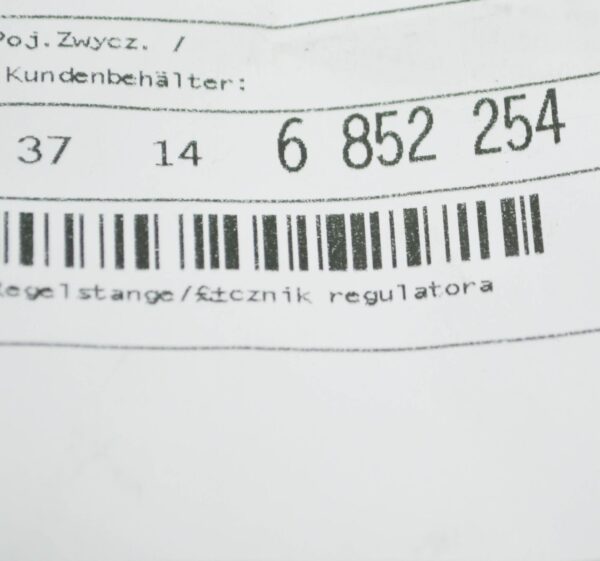 Poj.Zwycz. /
Kundenbehälter:
37 14 6 852 254
Regelstange/£±cznik regulatora